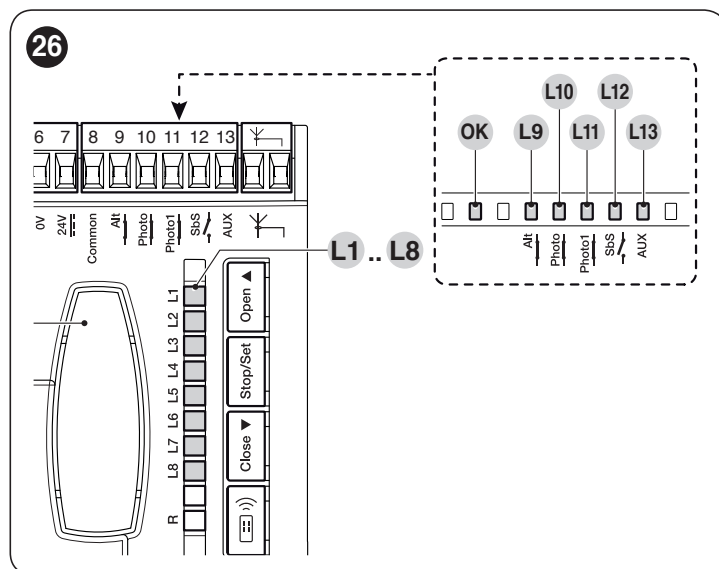 26
L10 L12
OK L9 L11 L13
6 7 8 9 10 11 12 13
0V
24V
Common
Alt
Photo
Photo1
SbS
AUX
Alt
Photo
Photo1
SbS
AUX
L1 .. L8
L1
L2
L3
L4
L5
L6
L7
L8
R
Open ▲
Stop/Set
Close ▼